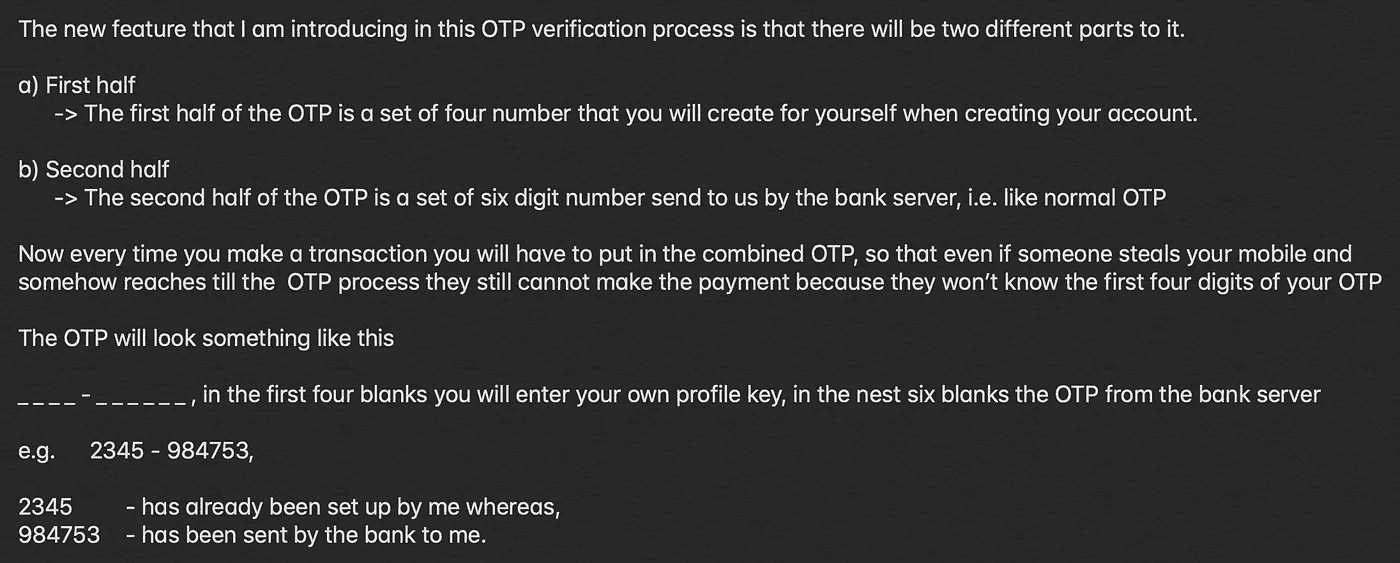 The new feature that I am introducing in this OTP verification process is that there will be two different parts to it.
a) First half
-> The first half of the OTP is a set of four number that you will create for yourself when creating your account.
b) Second half
-> The second half of the OTP is a set of six digit number send to us by the bank server, i.e. like normal OTP
Now every time you make a transaction you will have to put in the combined OTP, so that even if someone steals your mobile and
somehow reaches till the  OTP process they still cannot make the payment because they won't know the first four digits of your OTP
The OTP will look something like this
_ _ _ _ - _ _ _ _ _ _ , in the first four blanks you will enter your own profile key, in the nest six blanks the OTP from the bank server
e.g. 2345 - 984753,
2345 - has already been set up by me whereas,
984753 - has been sent by the bank to me.